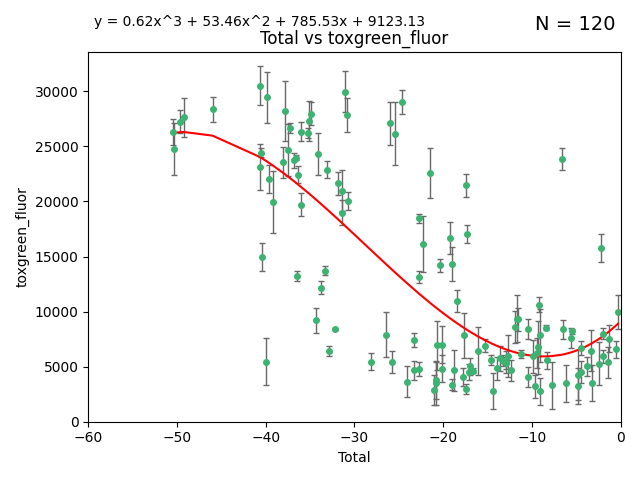 y = 0.62x^3 + 53.46x^2 + 785.53x + 9123.13
N = 120
Total vs toxgreen_fluor
30000
25000
20000
15000
10000
5000
0
toxgreen_fluor
−60 −50 −40 −30 −20 −10 0
Total